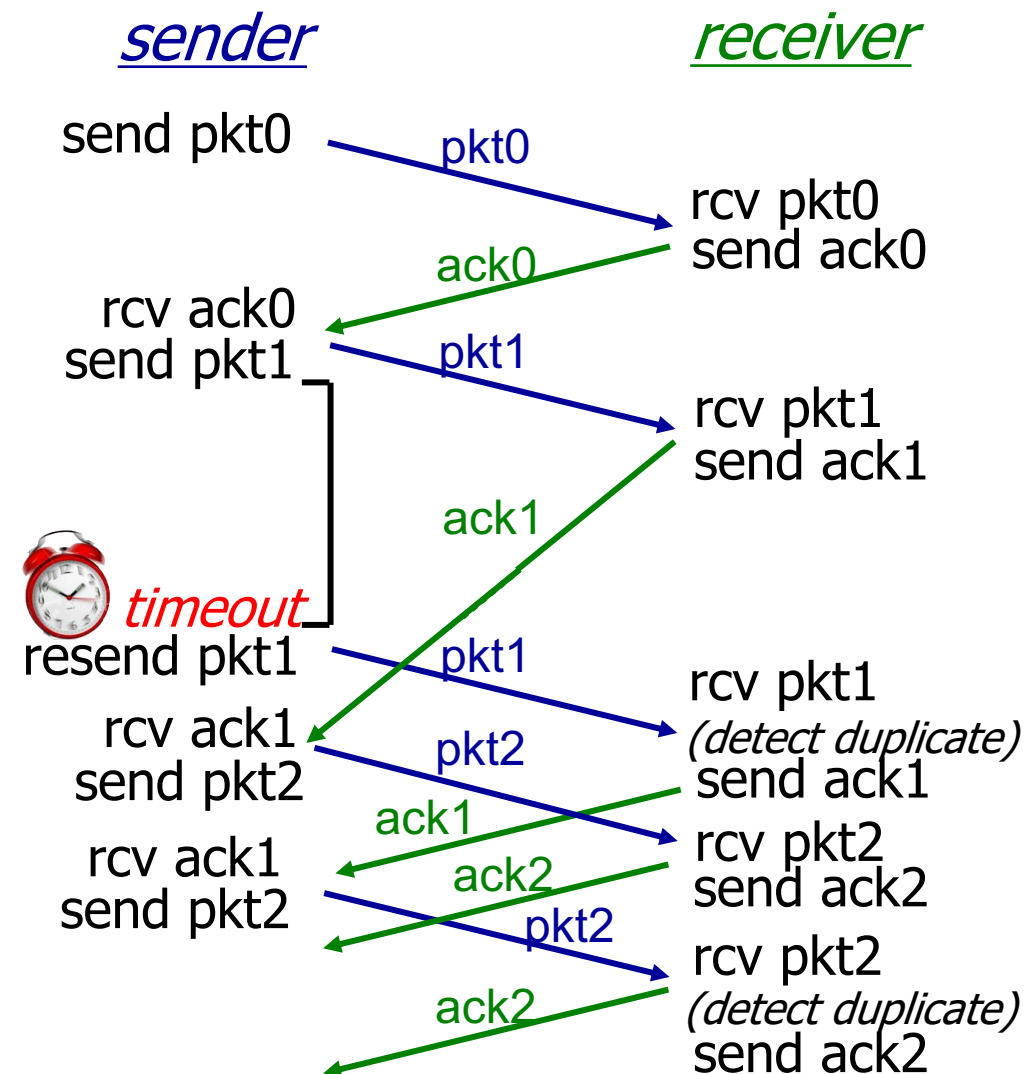 sender
receiver
send pkt0
pkt0
rcv pkt0
send ack0
ack0
rcv ack0
send pkt1
pkt1
rcv pkt1
send ack1
ack1
timeout
resend pkt1
pkt1
rcv pkt1
(detect duplicate)
send ack1
rcv ack1
send pkt2
pkt2
ack1
rcv pkt2
send ack2
rcv ack1
send pkt2
ack2
pkt2
rcv pkt2
(detect duplicate)
send ack2
ack2